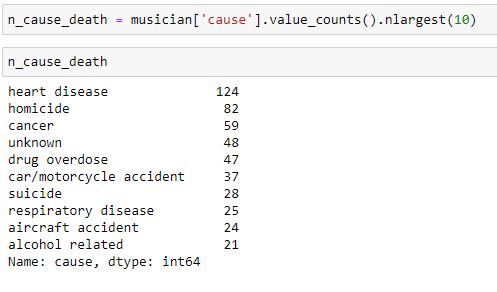 n_cause_death = musician['cause'].value_counts().nlargest(10)
n_cause_death
heart disease 124
homicide 82
cancer 59
unknown 48
drug overdose 47
car/motorcycle accident 37
suicide 28
respiratory disease 25
aircraft accident 24
alcohol related 21
Name: cause, dtype: int64